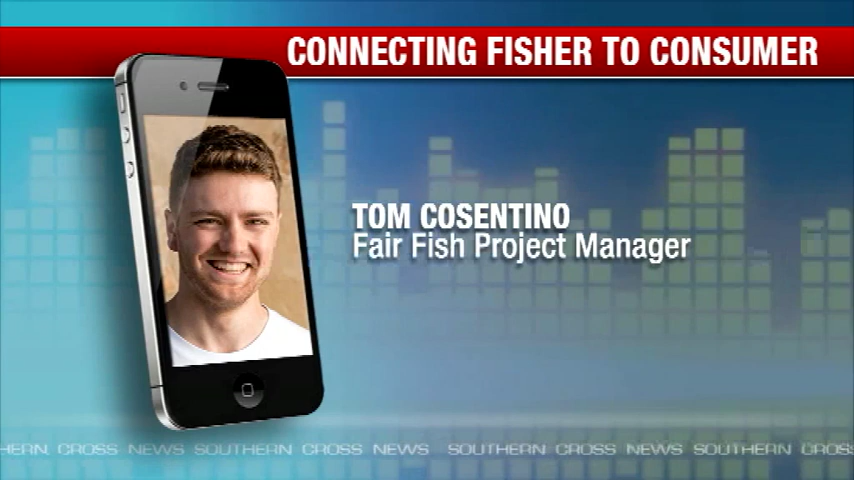 CONNECTING FISHER TO CONSUMER
TOM COSENTINO
Fair Fish Project Manager
HERN CROSS NEWS SOUTHERN CROSS NEWS SOUTHERN CROSS NEWS SOUTHERN CROS